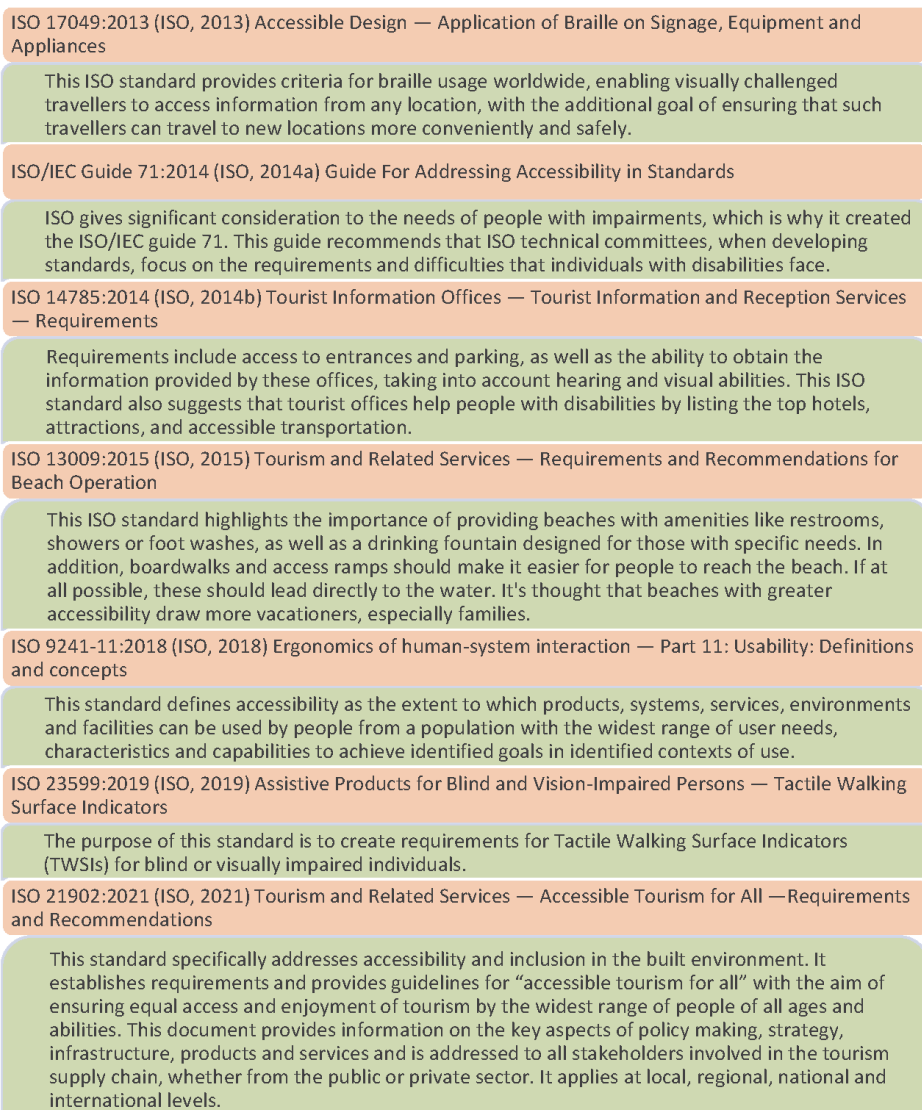 ISO 17049:2013 (ISO, 2013) Accessible Design — Application of Braille on Signage, Equipment and
Appliances
This ISO standard provides criteria for braille usage worldwide, enabling visually challenged
travellers to access information from any location, with the additional goal of ensuring that such
travellers can travel to new locations more conveniently and safely.
ISO/IEC Guide 71:2014 (ISO, 2014a) Guide For Addressing Accessibility in Standards
ISO gives significant consideration to the needs of people with impairments, which is why it created
the ISO/IEC guide 71. This guide recommends that ISO technical committees, when developing
standards, focus on the requirements and difficulties that individuals with disabilities face.
ISO 14785:2014 (ISO, 2014b) Tourist Information Offices — Tourist Information and Reception Services
— Requirements
Requirements include access to entrances and parking, as well as the ability to obtain the
information provided by these offices, taking into account hearing and visual abilities. This ISO
standard also suggests that tourist offices help people with disabilities by listing the top hotels,
attractions, and accessible transportation.
ISO 13009:2015 (ISO, 2015) Tourism and Related Services — Requirements and Recommendations for
Beach Operation
This ISO standard highlights the importance of providing beaches with amenities like restrooms,
showers or foot washes, as well as a drinking fountain designed for those with specific needs. In
addition, boardwalks and access ramps should make it easier for people to reach the beach. If at
all possible, these should lead directly to the water. It's thought that beaches with greater
accessibility draw more vacationers, especially families.
ISO 9241-11:2018 (ISO, 2018) Ergonomics of human-system interaction — Part 11: Usability: Definitions
and concepts
This standard defines accessibility as the extent to which products, systems, services, environments
and facilities can be used by people from a population with the widest range of user needs,
characteristics and capabilities to achieve identified goals in identified contexts of use.
ISO 23599:2019 (ISO, 2019) Assistive Products for Blind and Vision-Impaired Persons — Tactile Walking
Surface Indicators
The purpose of this standard is to create requirements for Tactile Walking Surface Indicators
(TWSIs) for blind or visually impaired individuals.
ISO 21902:2021 (ISO, 2021) Tourism and Related Services — Accessible Tourism for All —Requirements
and Recommendations
This standard specifically addresses accessibility and inclusion in the built environment. It
establishes requirements and provides guidelines for “accessible tourism for all” with the aim of
ensuring equal access and enjoyment of tourism by the widest range of people of all ages and
abilities. This document provides information on the key aspects of policy making, strategy,
infrastructure, products and services and is addressed to all stakeholders involved in the tourism
supply chain, whether from the public or private sector. It applies at local, regional, national and
international levels.